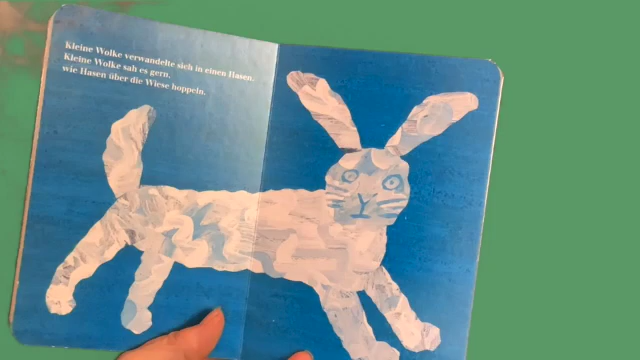 Kleine Wolke verwandelte sich in einen Hasen.
Kleine Wolke sah es gern,
wie Hasen über die Wiese hoppeln.